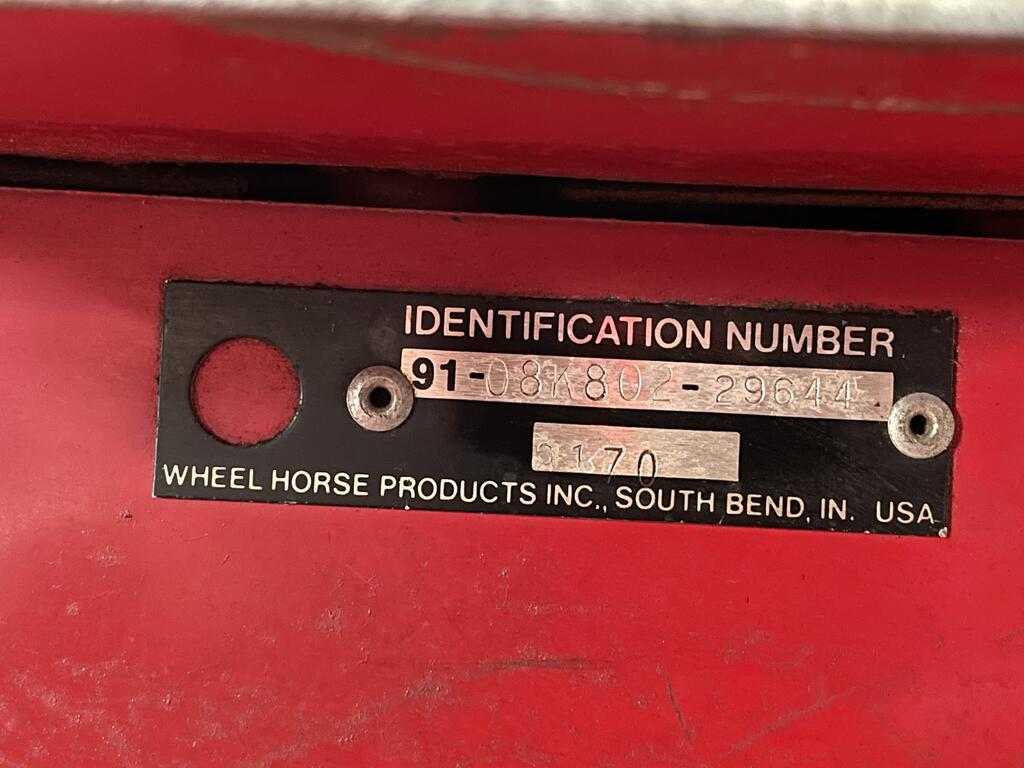 IDENTIFICATION NUMBER
91-08K802-29644
WHEEL HORSE PRODUCTS INC., SOUTH BEND, IN. USA